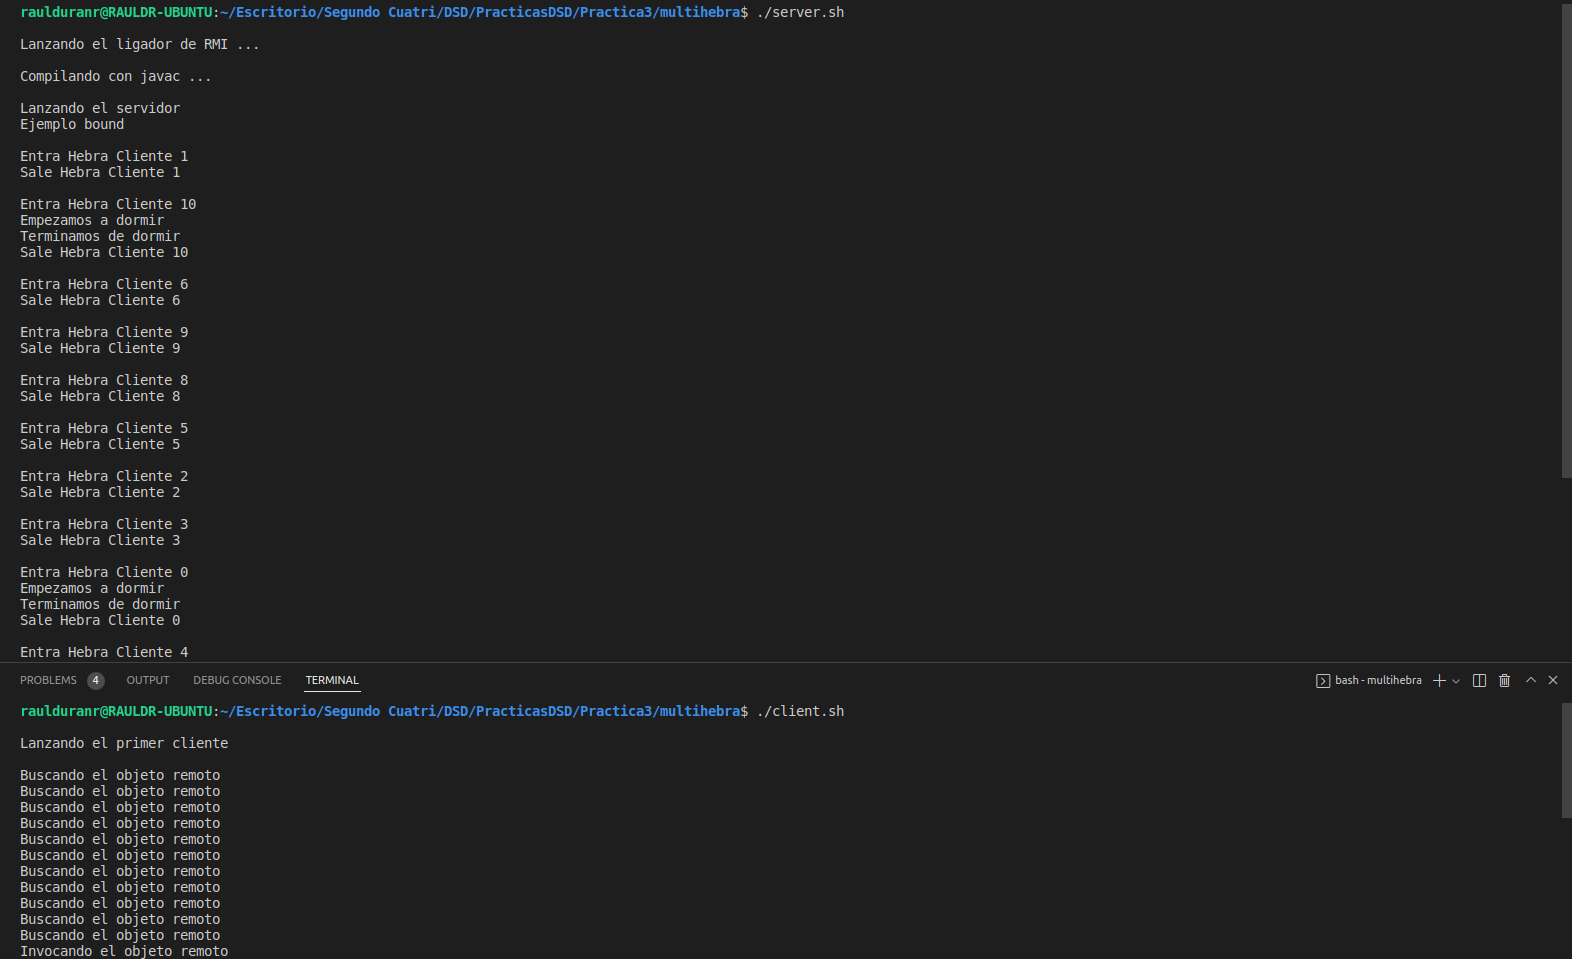 raulduranr@RAULDR-UBUNTU:~/Escritorio/Segundo Cuatri/DSD/PracticasDSD/Practica3/multihebra$ ./server.sh
Lanzando el ligador de RMI ...
Compilando con javac ...
Lanzando el servidor
Ejemplo bound
Entra Hebra Cliente 1
Sale Hebra Cliente 1
Entra Hebra Cliente 10
Empezamos a dormir
Terminamos de dormir
Sale Hebra Cliente 10
Entra Hebra Cliente 6
Sale Hebra Cliente 6
Entra Hebra Cliente 9
Sale Hebra Cliente 9
Entra Hebra Cliente 8
Sale Hebra Cliente 8
Entra Hebra Cliente 5
Sale Hebra Cliente 5
Entra Hebra Cliente 2
Sale Hebra Cliente 2
Entra Hebra Cliente 3
Sale Hebra Cliente 3
Entra Hebra Cliente 0
Empezamos a dormir
Terminamos de dormir
Sale Hebra Cliente 0
Entra Hebra Cliente 4
PROBLEMS 4 OUTPUT DEBUG CONSOLE TERMINAL bash - multihebra
raulduranr@RAULDR-UBUNTU:~/Escritorio/Segundo Cuatri/DSD/PracticasDSD/Practica3/multihebra$ ./client.sh
Lanzando el primer cliente
Buscando el objeto remoto
Buscando el objeto remoto
Buscando el objeto remoto
Buscando el objeto remoto
Buscando el objeto remoto
Buscando el objeto remoto
Buscando el objeto remoto
Buscando el objeto remoto
Buscando el objeto remoto
Buscando el objeto remoto
Buscando el objeto remoto
Invocando el objeto remoto